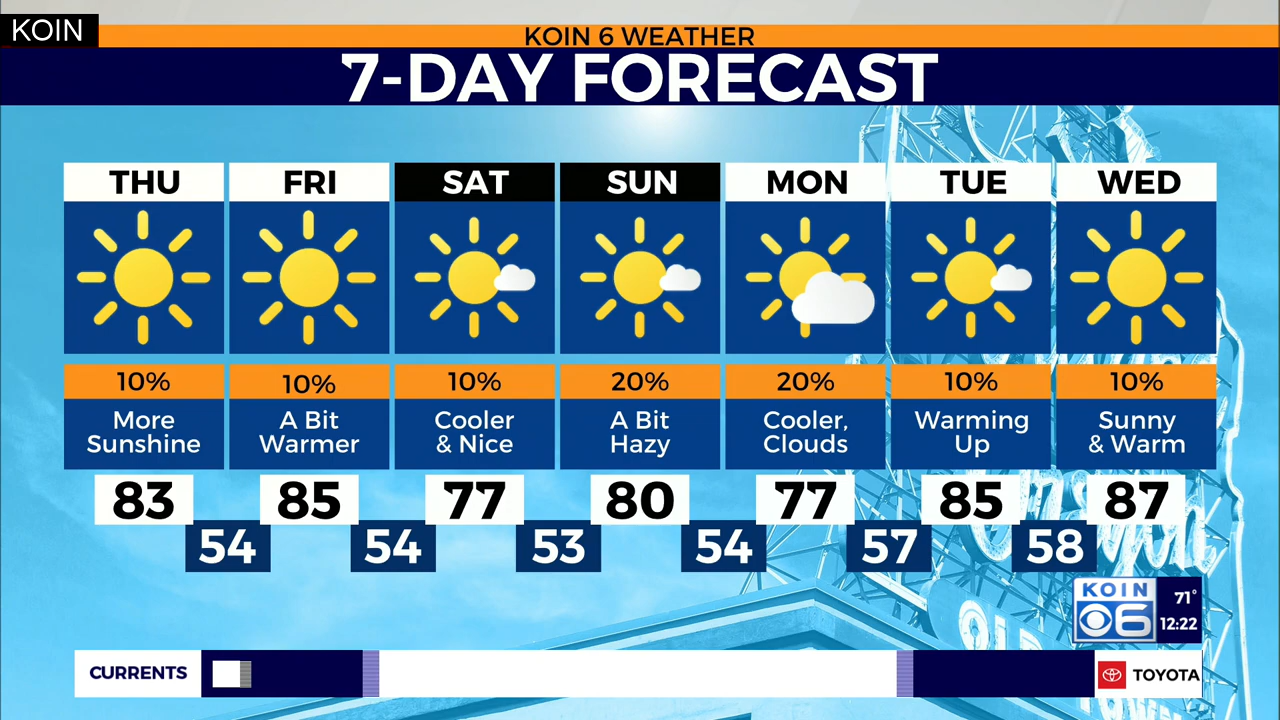 KOIN
KOIN 6 WEATHER
7-DAY FORECAST
THU FRI SAT SUN MON TUE WED
10% 10% 10% 20% 20% 10% 10%
More Sunshine
A Bit Warmer
Cooler & Nice
A Bit Hazy
Cooler, Clouds
Warming Up
Sunny & Warm
83 85 77 80 77 85 87
54 54 53 54 57 58
KOIN 6
71°
12:22
CURRENTS
TOYOTA